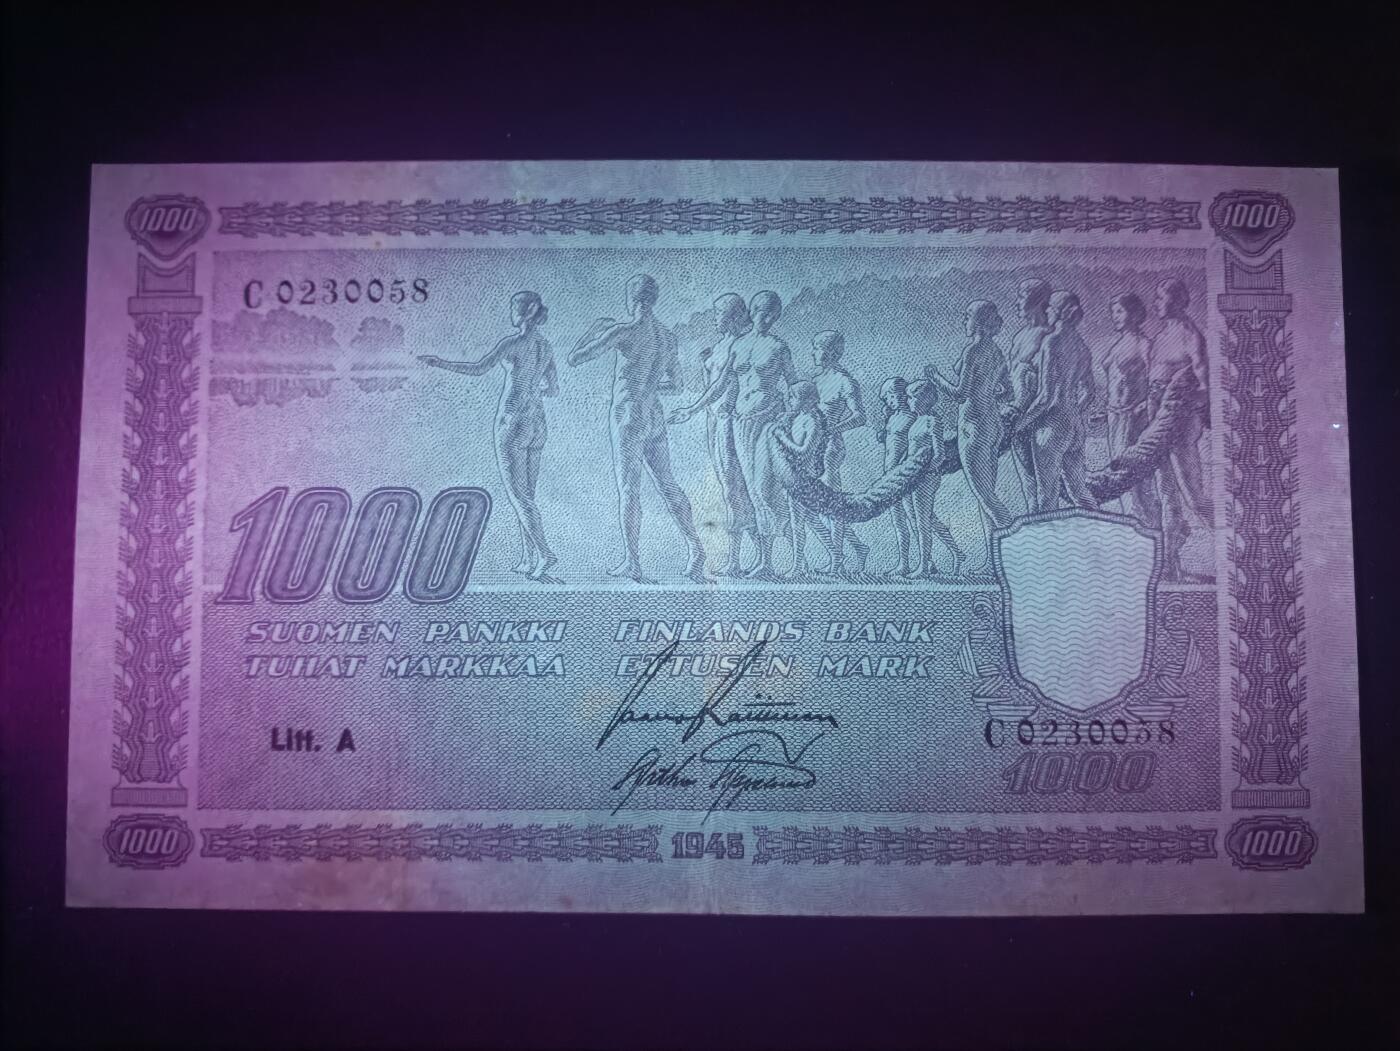 1000 1000
C 0230058
1000
SUOMEN PANKKI FINLANDS BANK
TUHAT MARKKAA ETTUSEN MARK
C 0230058
Litt. A
1000
1000 1945 1000